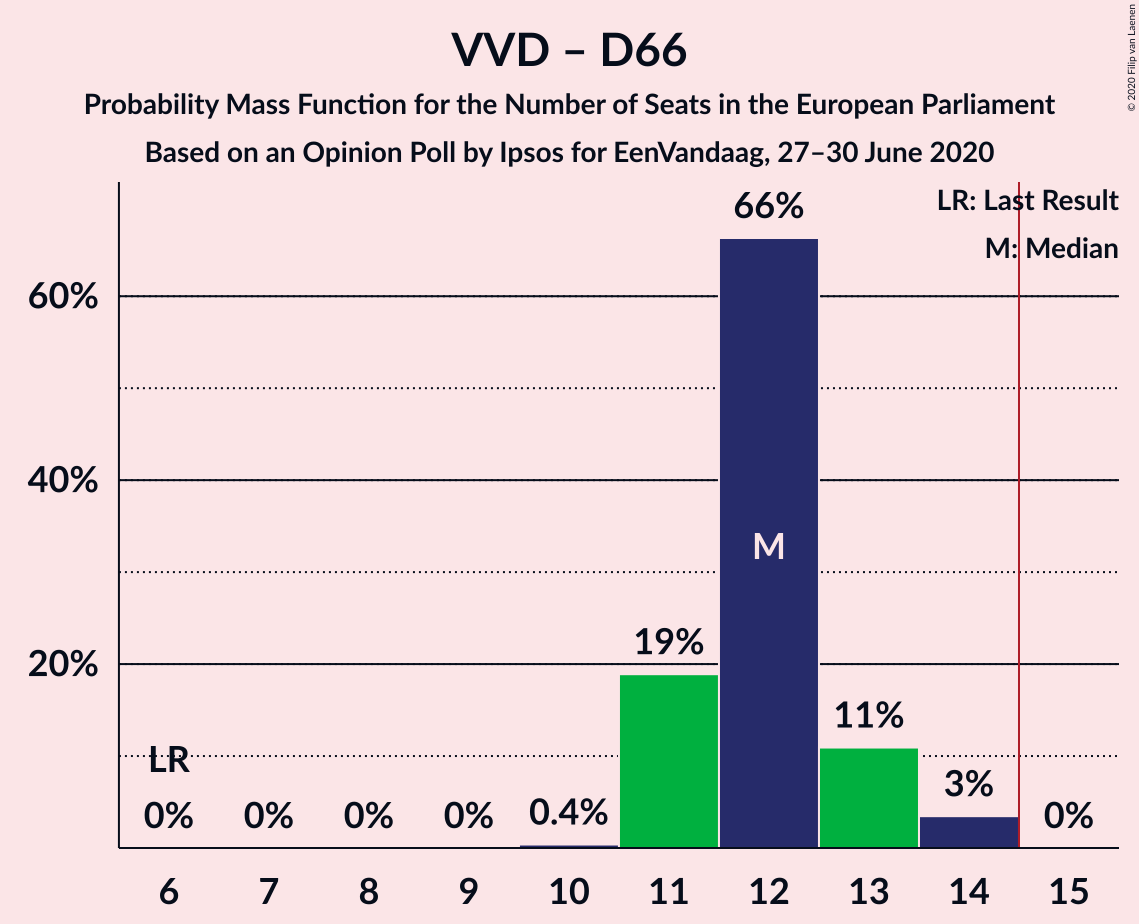 VVD – D66
Probability Mass Function for the Number of Seats in the European Parliament
Based on an Opinion Poll by Ipsos for EenVandaag, 27–30 June 2020
© 2020 Filip van Laenen
LR: Last Result
M: Median
60%
40%
20%
LR
0%
0%
0%
0%
0.4%
19%
66%
M
11%
3%
0%
6 7 8 9 10 11 12 13 14 15